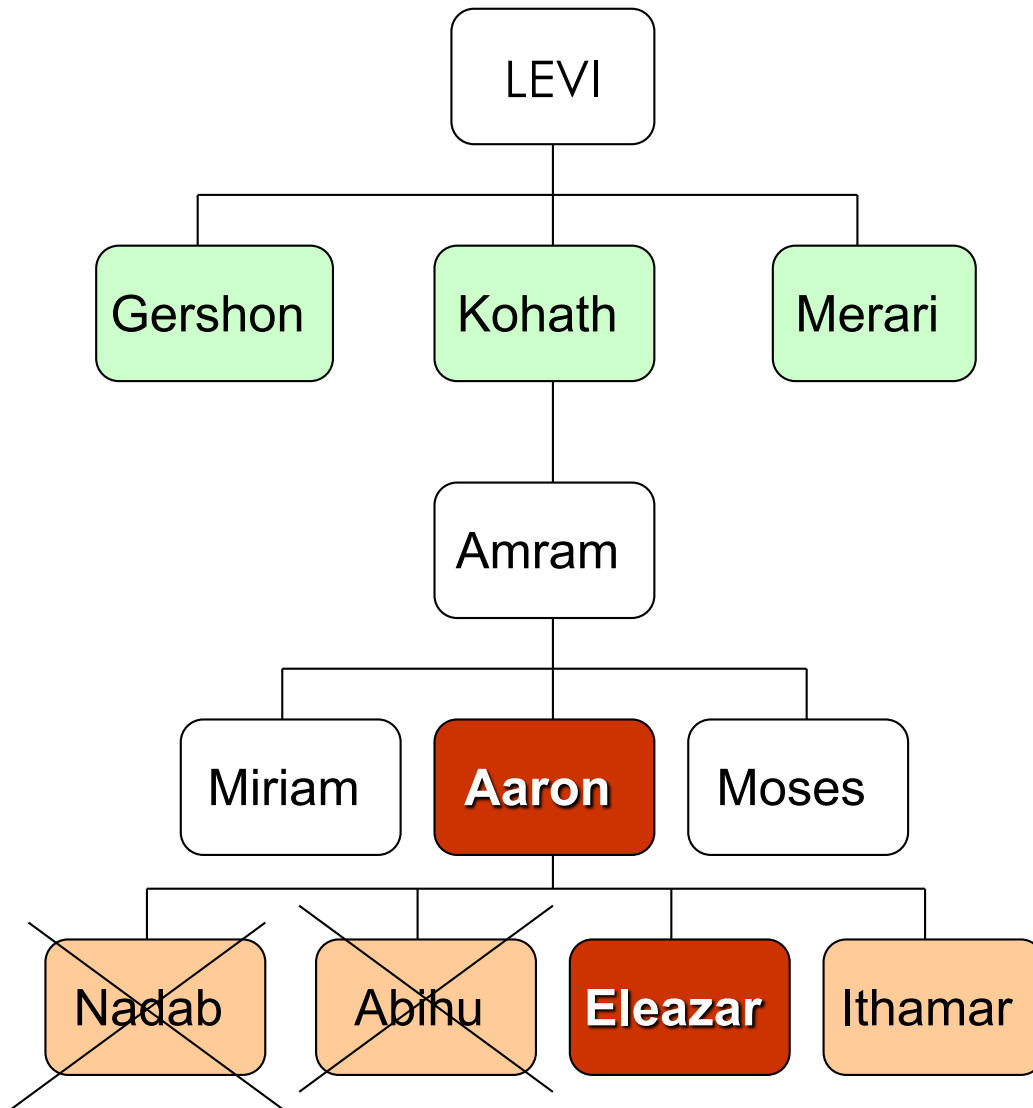 LEVI
Gershon Kohath Merari
Amram
Miriam Aaron Moses
Nadab Abihu Eleazar Ithamar